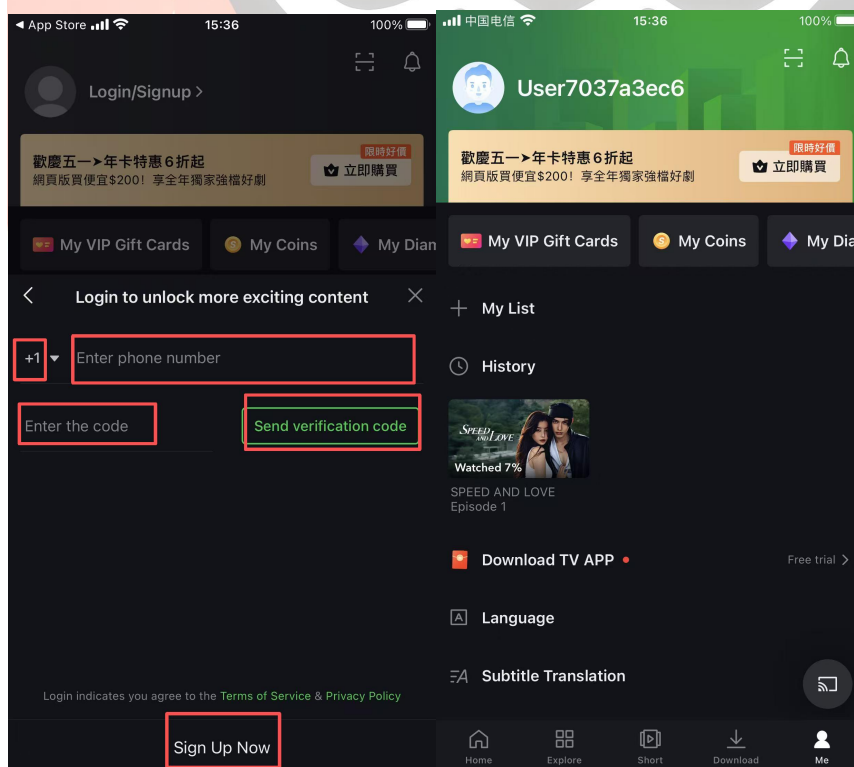 App Store
15:36
100%
Login/Signup >
歡慶五一➤年卡特惠6折起
網頁版買便宜$200! 享全年獨家強檔好劇
限時好價
立即購買
My VIP Gift Cards
My Coins
My Diam
Login to unlock more exciting content
+1
Enter phone number
Enter the code
Send verification code
Login indicates you agree to the Terms of Service & Privacy Policy
Sign Up Now
中国电信
15:36
100%
User7037a3ec6
歡慶五一➤年卡特惠6折起
網頁版買便宜$200! 享全年獨家強檔好劇
限時好價
立即購買
My VIP Gift Cards
My Coins
My Dia
My List
History
SPEED AND LOVE
Watched 7%
SPEED AND LOVE
Episode 1
Download TV APP
Free trial >
Language
Subtitle Translation
Home
Explore
Short
Download
Me